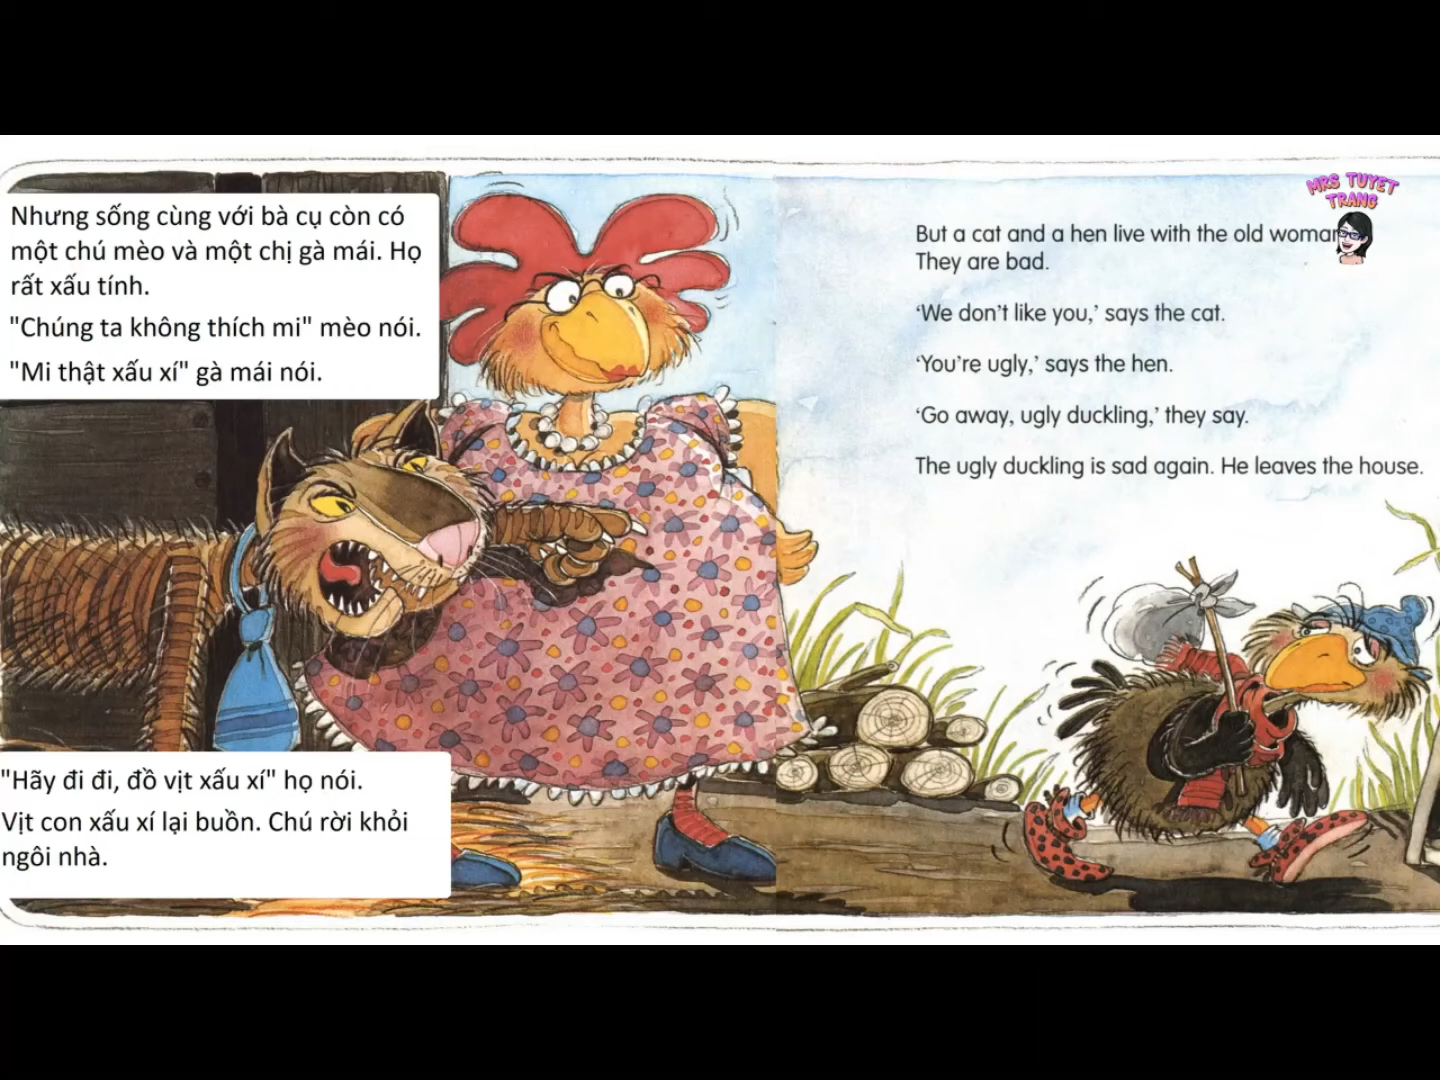 Nhưng sống cùng với bà cụ còn có
một chú mèo và một chị gà mái. Họ
rất xấu tính.
"Chúng ta không thích mi" mèo nói.
"Mi thật xấu xí" gà mái nói.
"Hãy đi đi, đồ vịt xấu xí" họ nói.
Vịt con xấu xí lại buồn. Chú rời khỏi
ngôi nhà.
MRS TUYET
TRANG
But a cat and a hen live with the old woman
They are bad.
‘We don’t like you,’ says the cat.
‘You’re ugly,’ says the hen.
‘Go away, ugly duckling,’ they say.
The ugly duckling is sad again. He leaves the house.